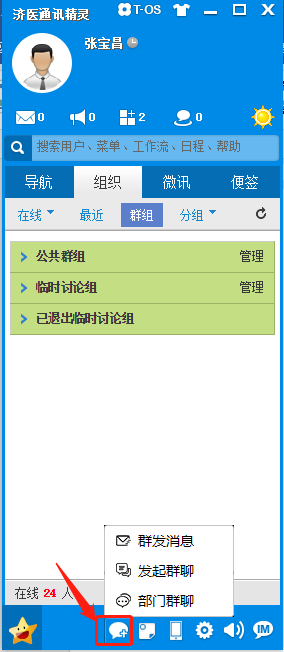 济医通讯精灵 T-OS
张宝昌
0 0 2 0
搜索用户、菜单、工作流、日程、帮助
导航 组织 微讯 便签
在线 最近 群组 分组
公共群组 管理
临时讨论组 管理
已退出临时讨论组
群发消息
发起群聊
部门群聊
在线 24 人
IM